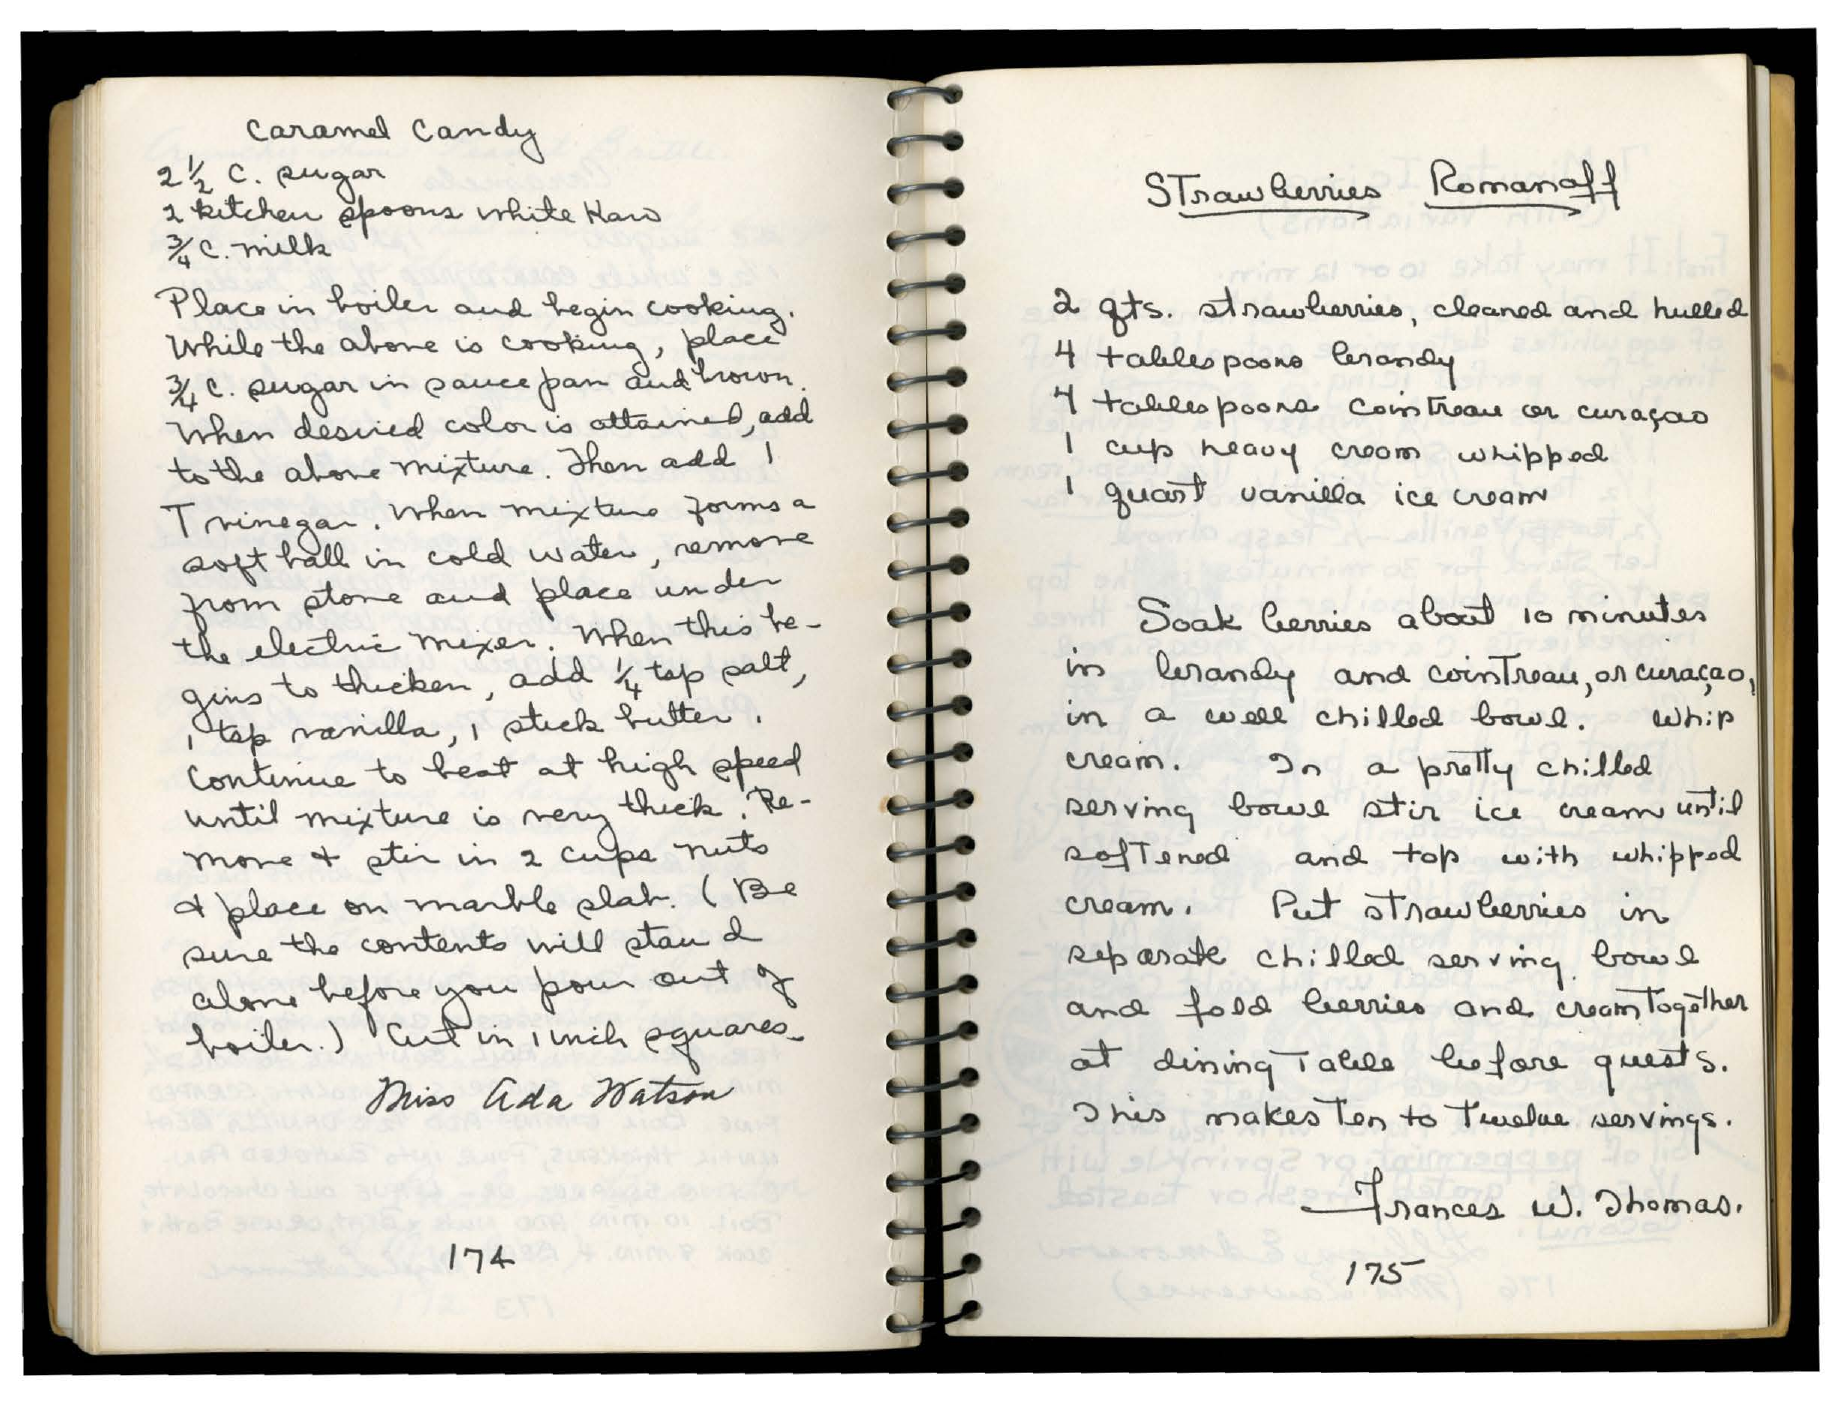 Caramel Candy
2 1/2 C. sugar
2 kitchen spoons white Karo
3/4 C. milk
Place in boiler and begin cooking.
While the above is cooking, place
3/4 C. sugar in sauce pan and brown.
When desired color is attained, add
to the above mixture. Then add 1
T vinegar. When mixture forms a
soft ball in cold water, remove
from stove and place under
the electric mixer. When this be-
gins to thicken, add 1/4 tsp salt,
1 tsp vanilla, 1 stick butter.
Continue to beat at high speed
until mixture is very thick. Re-
move & stir in 2 cups nuts
& place on marble slab. (Be
sure the contents will stand
alone before you pour out of
boiler.) Cut in 1 inch squares.
Miss Ada Watson
174
Strawberries Romanoff
2 qts. strawberries, cleaned and hulled
4 tablespoons brandy
4 tablespoons cointreau or curaçao
1 cup heavy cream whipped
1 quart vanilla ice cream
Soak berries about 10 minutes
in brandy and cointreau, or curaçao,
in a well chilled bowl. Whip
cream. In a pretty chilled
serving bowl stir ice cream until
softened and top with whipped
cream. Put strawberries in
separate chilled serving bowl
and fold berries and cream together
at dining table before guests.
This makes ten to twelve servings.
Frances W. Thomas.
175